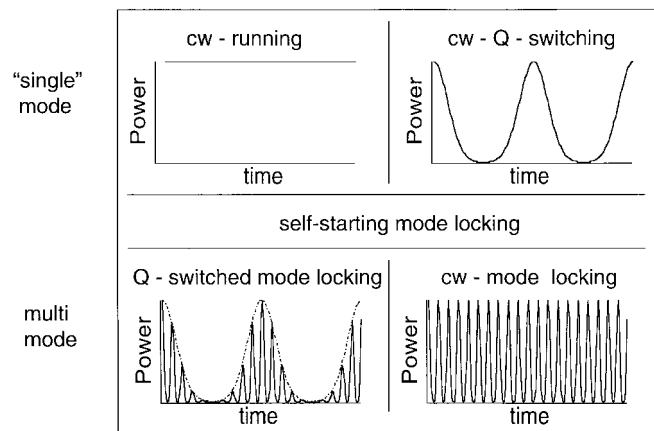 cw - running
cw - Q - switching
“single”
mode
Power
time
Power
time
self-starting mode locking
Q - switched mode locking
cw - mode locking
multi
mode
Power
time
Power
time